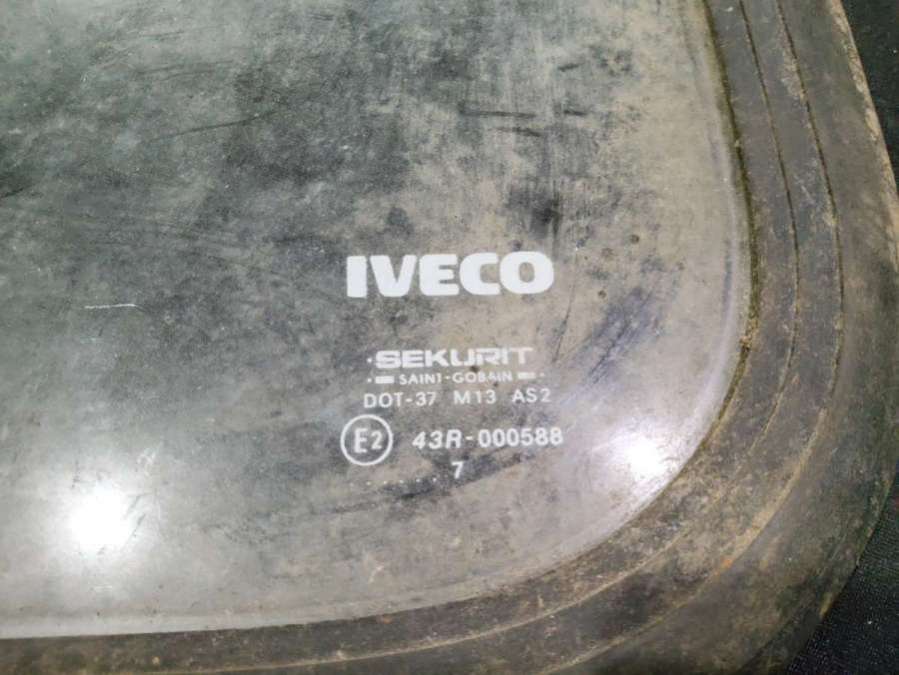 IVECO
SEKURIT
SAINT-GOBAIN
DOT-37 M13 AS2
E2 43R-000588
..... 7